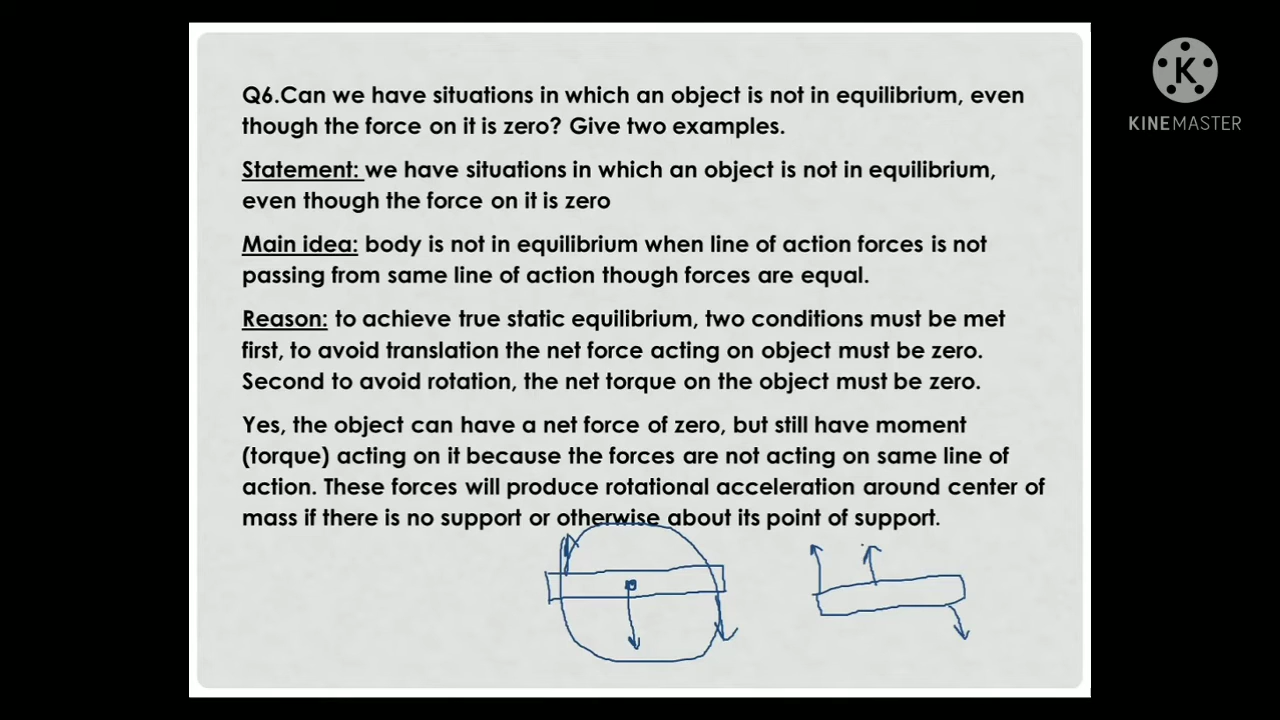 Q6.Can we have situations in which an object is not in equilibrium, even
though the force on it is zero? Give two examples.
Statement: we have situations in which an object is not in equilibrium,
even though the force on it is zero
Main idea: body is not in equilibrium when line of action forces is not
passing from same line of action though forces are equal.
Reason: to achieve true static equilibrium, two conditions must be met
first, to avoid translation the net force acting on object must be zero.
Second to avoid rotation, the net torque on the object must be zero.
Yes, the object can have a net force of zero, but still have moment
(torque) acting on it because the forces are not acting on same line of
action. These forces will produce rotational acceleration around center of
mass if there is no support or otherwise about its point of support.
K
KINEMASTER